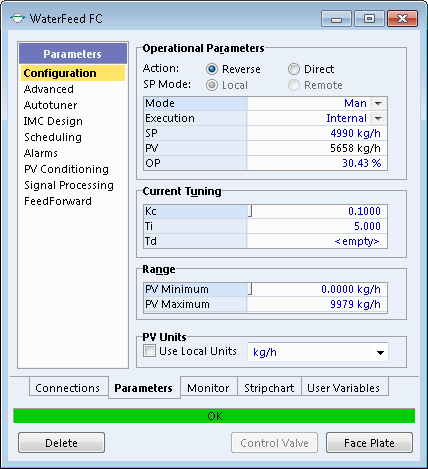 WaterFeed FC
Parameters
Configuration
Advanced
Autotuner
IMC Design
Scheduling
Alarms
PV Conditioning
Signal Processing
FeedForward
Operational Parameters
Action: Reverse Direct
SP Mode: Local Remote
Mode Man
Execution Internal
SP 4990 kg/h
PV 5658 kg/h
OP 30.43 %
Current Tuning
Kc 0.1000
Ti 5.000
Td <empty>
Range
PV Minimum 0.0000 kg/h
PV Maximum 9979 kg/h
PV Units
Use Local Units kg/h
Connections Parameters Monitor Stripchart User Variables
OK
Delete Control Valve Face Plate